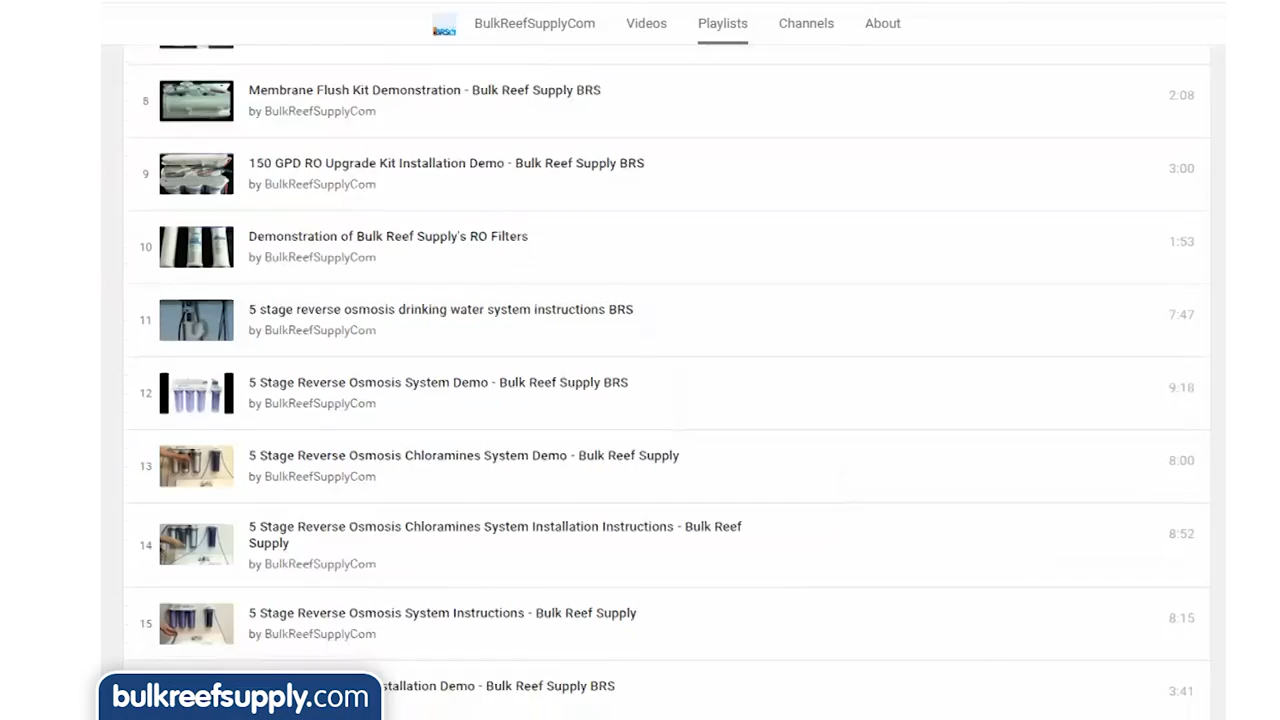 BulkReefSupplyCom Videos Playlists Channels About
8 Membrane Flush Kit Demonstration - Bulk Reef Supply BRS 2:08
by BulkReefSupplyCom
9 150 GPD RO Upgrade Kit Installation Demo - Bulk Reef Supply BRS 3:00
by BulkReefSupplyCom
10 Demonstration of Bulk Reef Supply's RO Filters 1:53
by BulkReefSupplyCom
11 5 stage reverse osmosis drinking water system instructions BRS 7:47
by BulkReefSupplyCom
12 5 Stage Reverse Osmosis System Demo - Bulk Reef Supply BRS 9:18
by BulkReefSupplyCom
13 5 Stage Reverse Osmosis Chloramines System Demo - Bulk Reef Supply 8:00
by BulkReefSupplyCom
14 5 Stage Reverse Osmosis Chloramines System Installation Instructions - Bulk Reef 8:52
Supply
by BulkReefSupplyCom
15 5 Stage Reverse Osmosis System Instructions - Bulk Reef Supply 8:15
by BulkReefSupplyCom
stallation Demo - Bulk Reef Supply BRS 3:41
bulkreefsupply.com